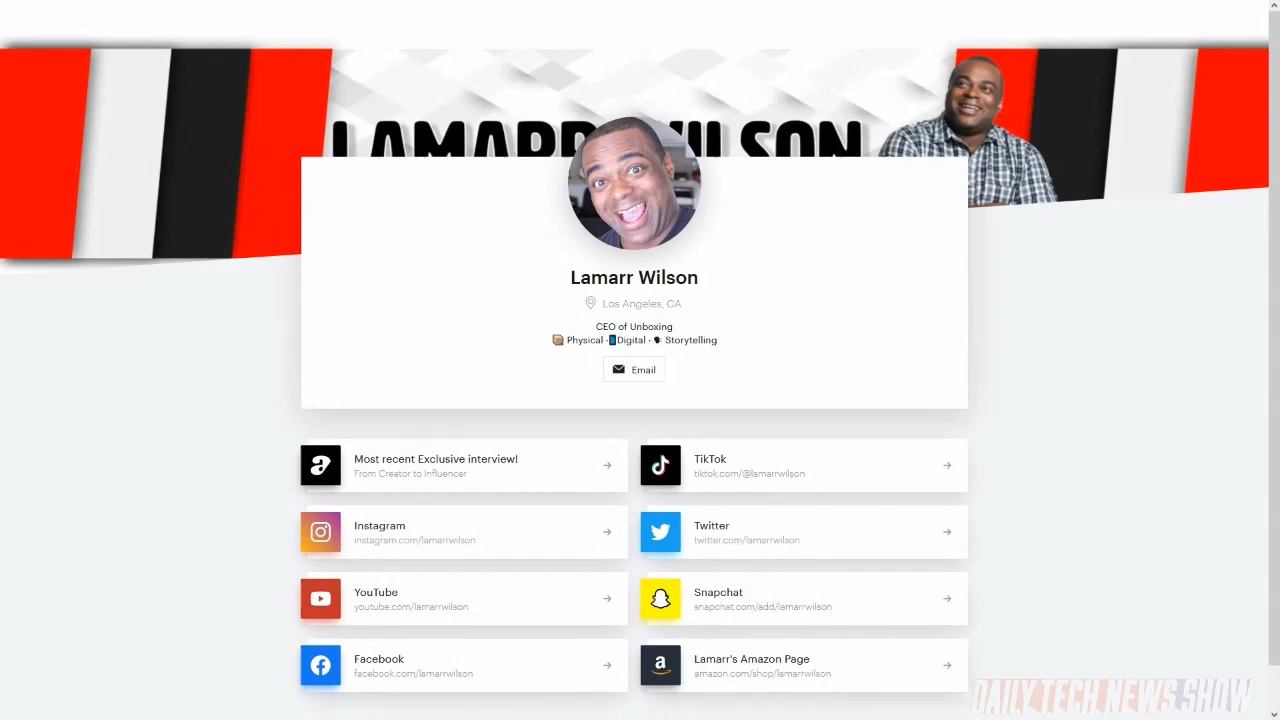 LAMARR WILSON
Lamarr Wilson
Los Angeles, CA
CEO of Unboxing
Physical · Digital · Storytelling
Email
Most recent Exclusive interview!
From Creator to Influencer
TikTok
tiktok.com/@lamarrwilson
Instagram
instagram.com/lamarrwilson
Twitter
twitter.com/lamarrwilson
YouTube
youtube.com/lamarrwilson
Snapchat
snapchat.com/add/lamarrwilson
Facebook
facebook.com/lamarrwilson
Lamarr's Amazon Page
amazon.com/shop/lamarrwilson
DAILY TECH NEWS SHOW